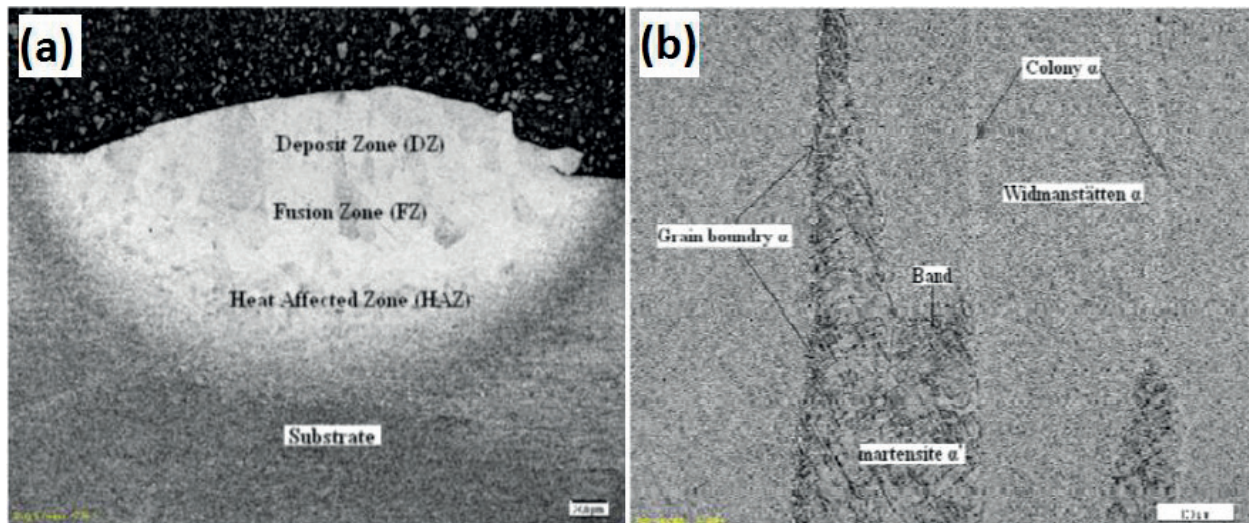 (a)
Deposit Zone (DZ)
Fusion Zone (FZ)
Heat Affected Zone (HAZ)
Substrate
(b)
Colony α
Widmanstätten α
Grain boundry α
Band
martensite α'